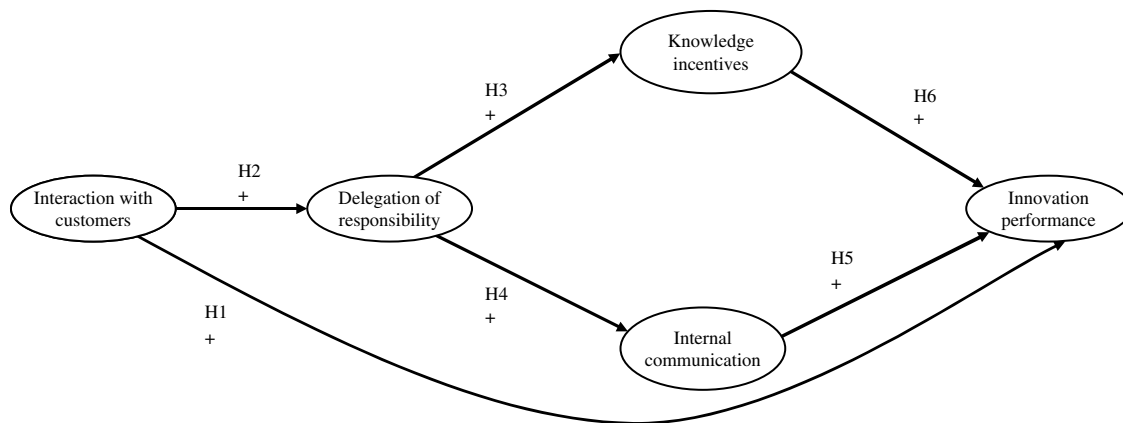 Knowledge
incentives
H3
+
H6
+
H2
+
Interaction with
customers
Delegation of
responsibility
Innovation
performance
H5
+
H4
+
H1
+
Internal
communication